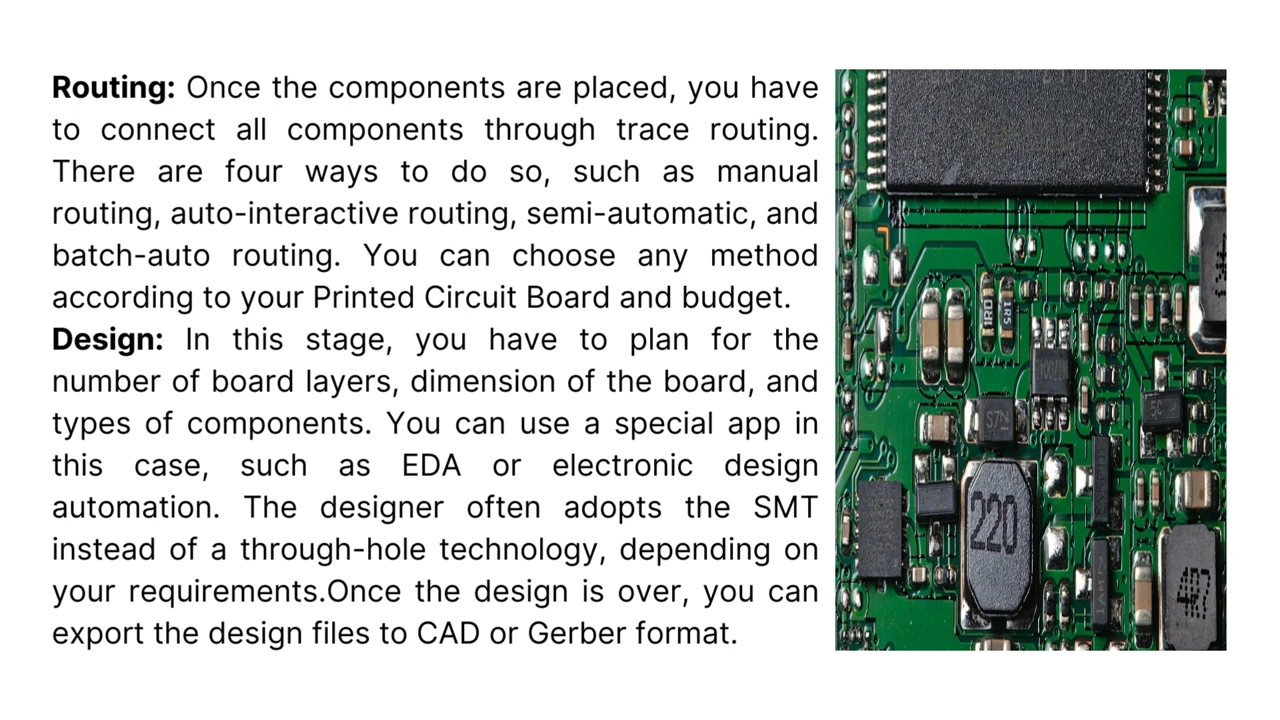 Routing: Once the components are placed, you have
to connect all components through trace routing.
There are four ways to do so, such as manual
routing, auto-interactive routing, semi-automatic, and
batch-auto routing. You can choose any method
according to your Printed Circuit Board and budget.
Design: In this stage, you have to plan for the
number of board layers, dimension of the board, and
types of components. You can use a special app in
this case, such as EDA or electronic design
automation. The designer often adopts the SMT
instead of a through-hole technology, depending on
your requirements.Once the design is over, you can
export the design files to CAD or Gerber format.
1R0
1R5
S7N
5C
220
4R7